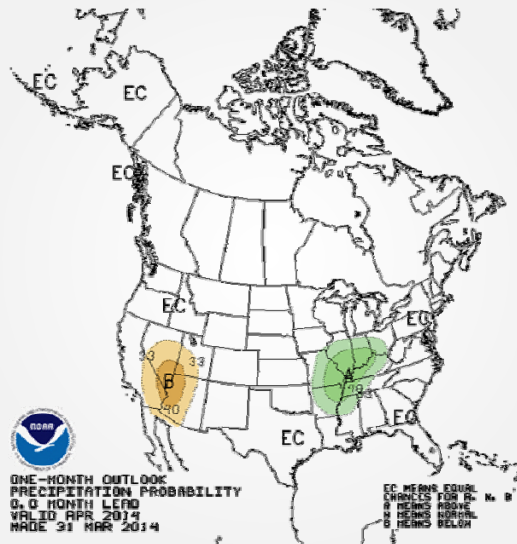 EC
EC
EC
EC
EC
33
33
B
A
40
40
EC
EC
NOAA
ONE-MONTH OUTLOOK
PRECIPITATION PROBABILITY
0.0 MONTH LEAD
VALID APR 2014
MADE 31 MAR 2014
EC MEANS EQUAL
CHANCES FOR A, N, B
A MEANS ABOVE
N MEANS NORMAL
B MEANS BELOW